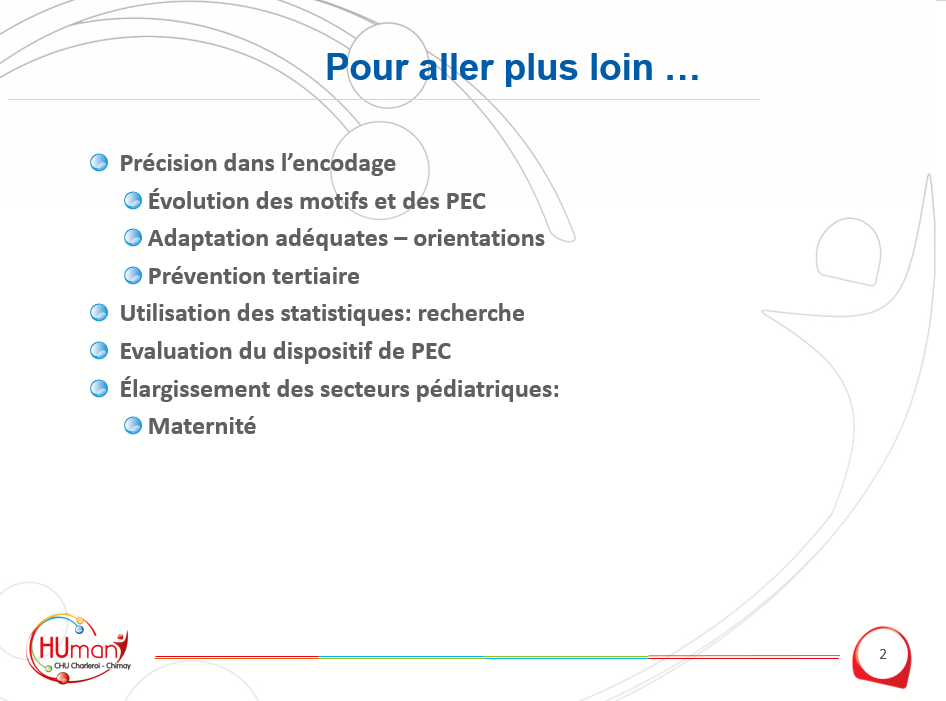 Pour aller plus loin …
Précision dans l’encodage
Évolution des motifs et des PEC
Adaptation adéquates – orientations
Prévention tertiaire
Utilisation des statistiques: recherche
Evaluation du dispositif de PEC
Élargissement des secteurs pédiatriques:
Maternité
HUmani
CHU Charleroi - Chimay
2